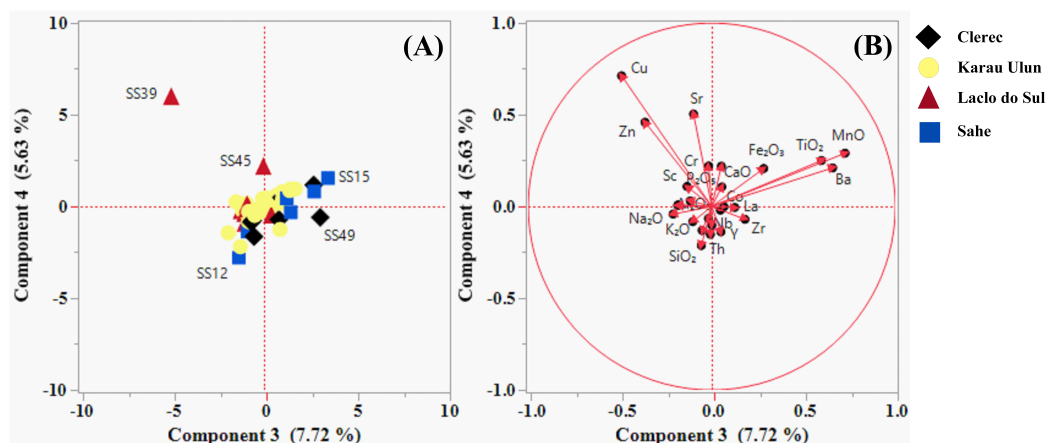 (A)
10
5
0
-5
-10
Component 4 (5.63 %)
SS39
SS45
SS15
SS49
SS12
-10
-5
0
5
10
Component 3 (7.72 %)
(B)
1.0
0.5
0.0
-0.5
-1.0
Component 4 (5.63 %)
Cu
Zn
Sr
Cr
CaO
Fe₂O₃
TiO₂
MnO
Ba
Sc
P₂O₅
La
Na₂O
K₂O
Nb
Y
Zr
SiO₂
Th
-1.0
-0.5
0.0
0.5
1.0
Component 3 (7.72 %)
Clerec
Karau Ulun
Laclo do Sul
Sahe